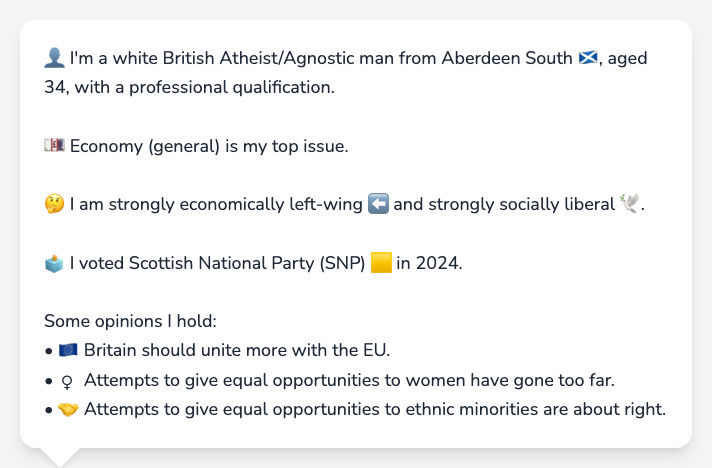 👤 I'm a white British Atheist/Agnostic man from Aberdeen South 🏴󠁧󠁢󠁳󠁣󠁴󠁿, aged
34, with a professional qualification.
💷 Economy (general) is my top issue.
🤔 I am strongly economically left-wing ⬅️ and strongly socially liberal 🕊️.
🗳️ I voted Scottish National Party (SNP) 🟨 in 2024.
Some opinions I hold:
• 🇪🇺 Britain should unite more with the EU.
• ♀ Attempts to give equal opportunities to women have gone too far.
• 🤝 Attempts to give equal opportunities to ethnic minorities are about right.